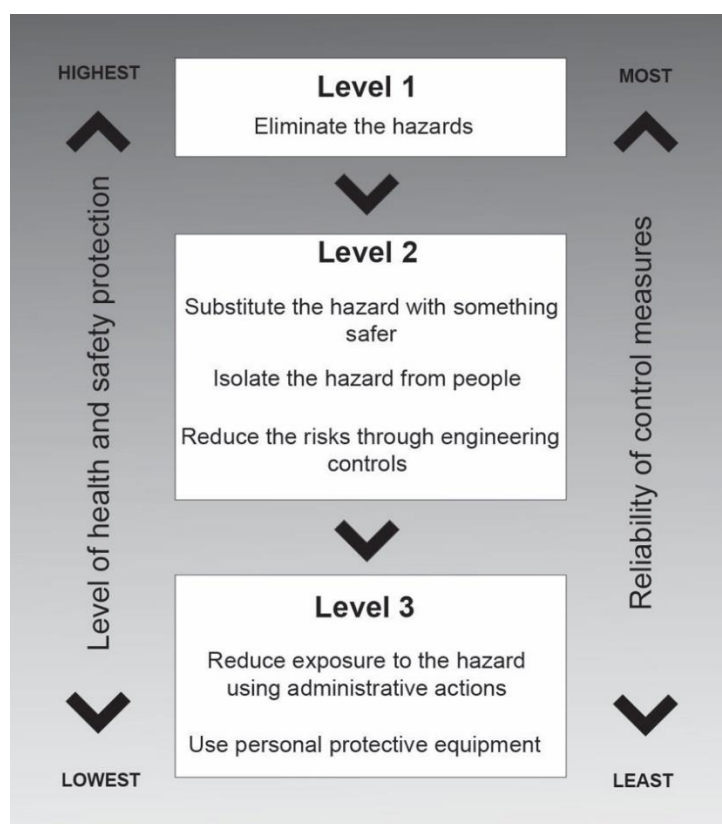 HIGHEST
MOST
Level 1
Eliminate the hazards
Level of health and safety protection
Reliability of control measures
Level 2
Substitute the hazard with something
safer
Isolate the hazard from people
Reduce the risks through engineering
controls
Level 3
Reduce exposure to the hazard
using administrative actions
Use personal protective equipment
LOWEST
LEAST